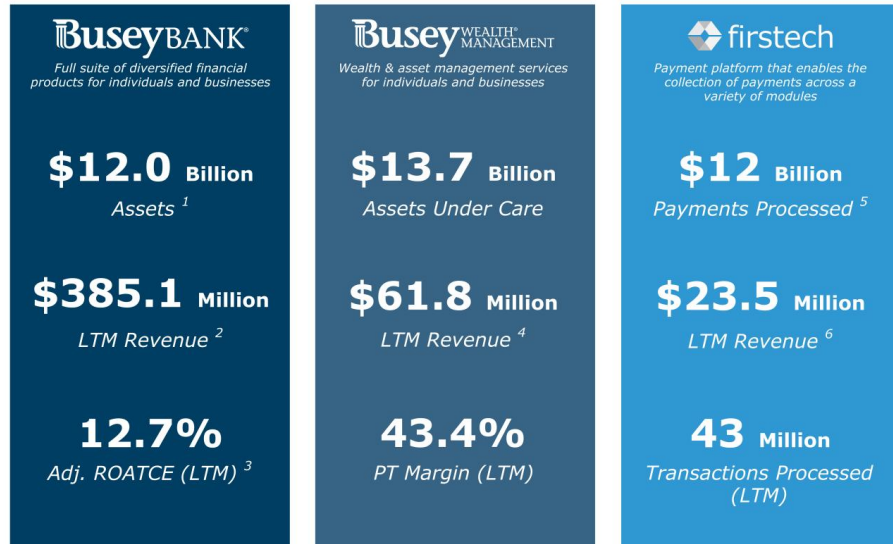 BUSEY BANK®
Full suite of diversified financial
products for individuals and businesses
$12.0 Billion
Assets 1
$385.1 Million
LTM Revenue 2
12.7%
Adj. ROATCE (LTM) 3
BUSEY WEALTH®
MANAGEMENT
Wealth & asset management services
for individuals and businesses
$13.7 Billion
Assets Under Care
$61.8 Million
LTM Revenue 4
43.4%
PT Margin (LTM)
firstech
Payment platform that enables the
collection of payments across a
variety of modules
$12 Billion
Payments Processed 5
$23.5 Million
LTM Revenue 6
43 Million
Transactions Processed
(LTM)